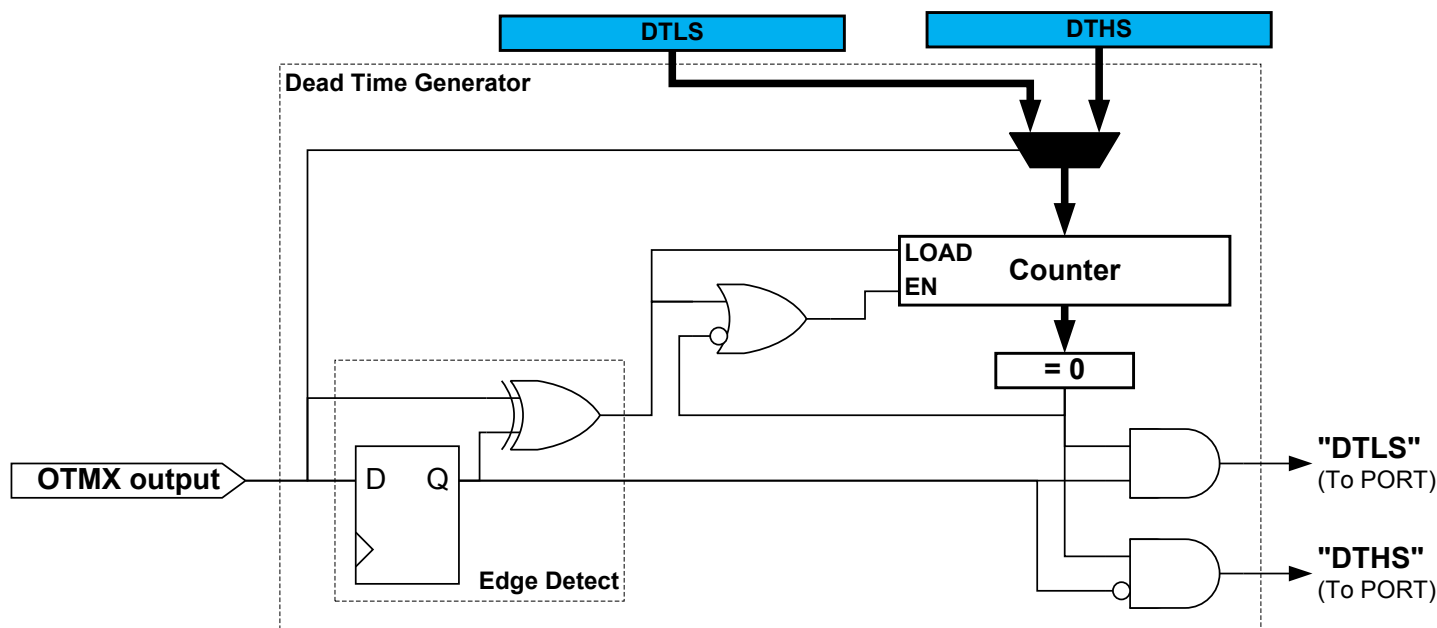 DTLS
DTHS
Dead Time Generator
LOAD
EN
Counter
= 0
OTMX output
D
Q
Edge Detect
"DTLS"
(To PORT)
"DTHS"
(To PORT)